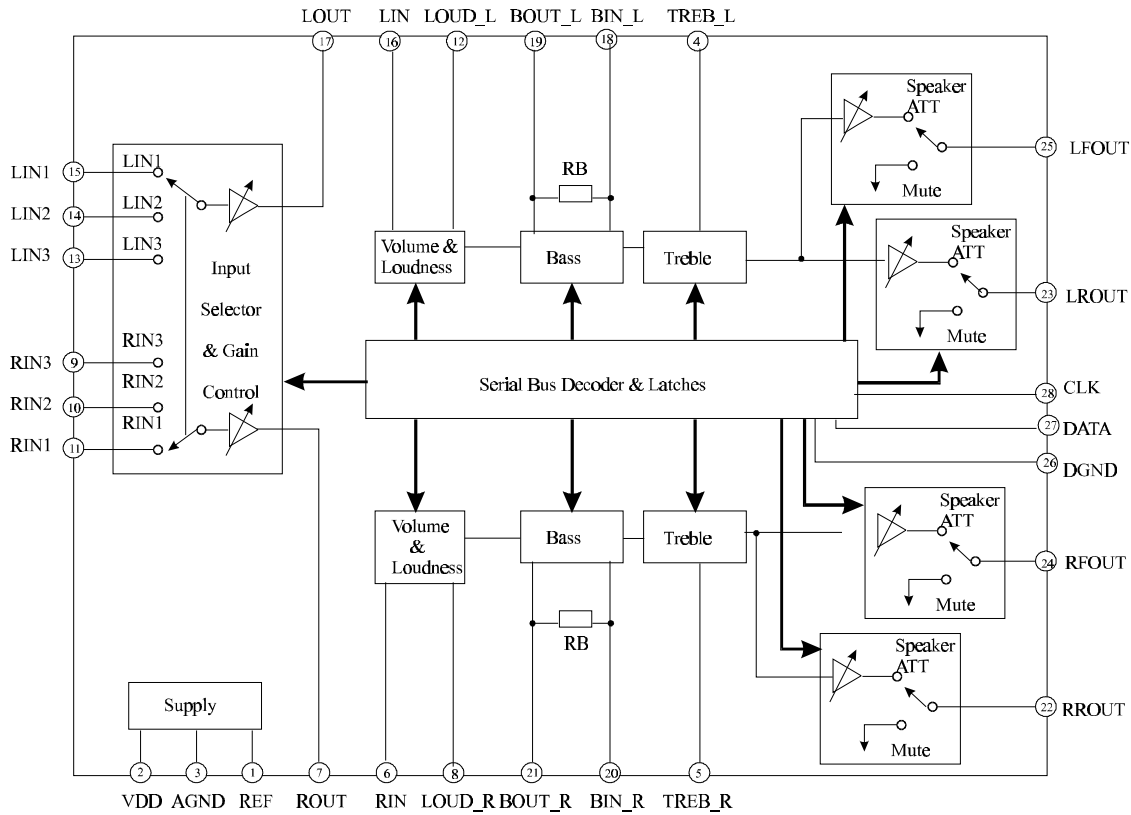 LOUT LIN LOUD_L BOUT_L BIN_L TREB_L
17 16 12 19 18 4
Speaker
ATT
Mute
25 LFOUT
LIN1 15 LIN1
LIN2 14 LIN2
LIN3 13 LIN3
Input
Selector
& Gain
Control
RIN3 9 RIN3
RIN2 10 RIN2
RIN1 11 RIN1
RB
Volume &
Loudness
Bass
Treble
Speaker
ATT
Mute
23 LROUT
Serial Bus Decoder & Latches
28 CLK
27 DATA
26 DGND
Volume
&
Loudness
Bass
Treble
RB
Speaker
ATT
Mute
24 RFOUT
Speaker
ATT
Mute
22 RROUT
Supply
2 3 1 7 6 8 21 20 5
VDD AGND REF ROUT RIN LOUD_R BOUT_R BIN_R TREB_R